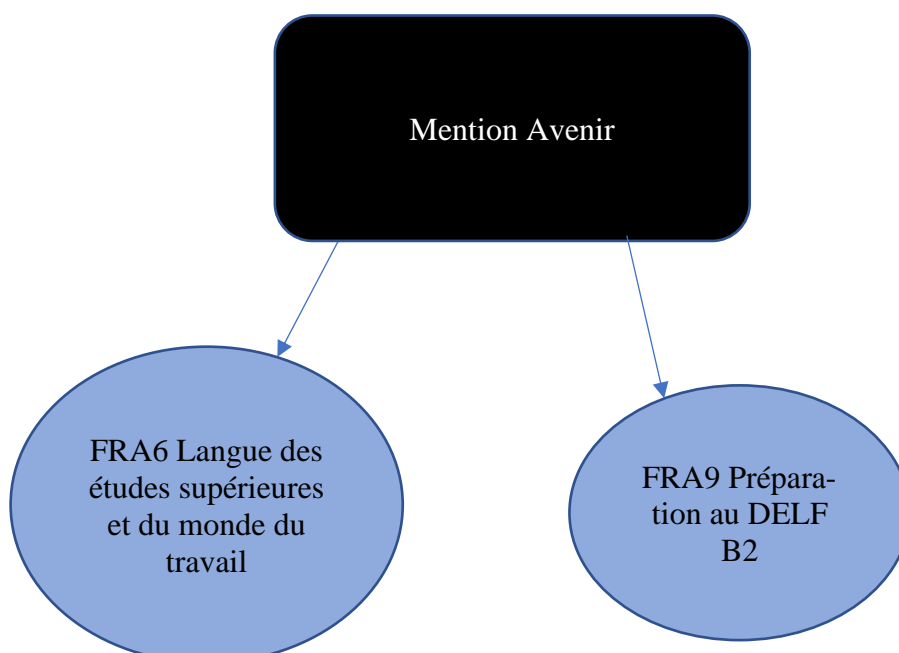 Mention Avenir
FRA6 Langue des
études supérieures
et du monde du
travail
FRA9 Prépara-
tion au DELF
B2